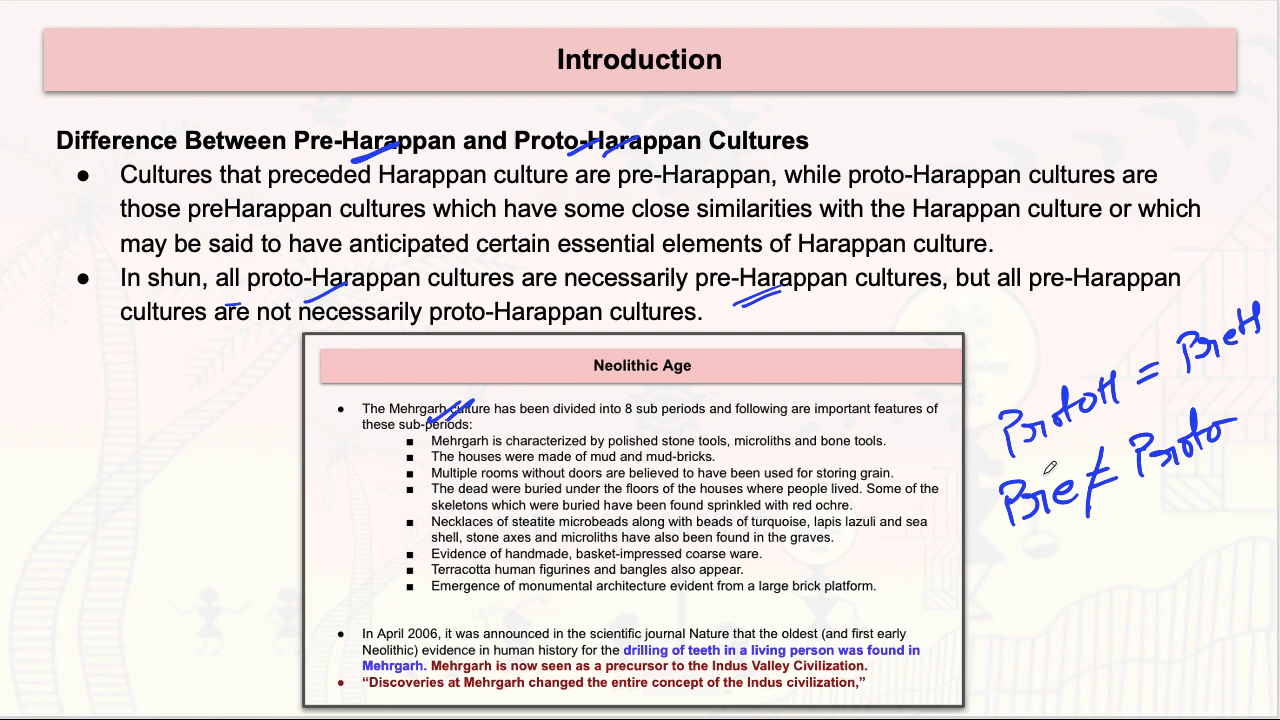 Introduction
Difference Between Pre-Harappan and Proto-Harappan Cultures
● Cultures that preceded Harappan culture are pre-Harappan, while proto-Harappan cultures are
those preHarappan cultures which have some close similarities with the Harappan culture or which
may be said to have anticipated certain essential elements of Harappan culture.
● In shun, all proto-Harappan cultures are necessarily pre-Harappan cultures, but all pre-Harappan
cultures are not necessarily proto-Harappan cultures.
Neolithic Age
● The Mehrgarh culture has been divided into 8 sub periods and following are important features of
these sub-periods:
■ Mehrgarh is characterized by polished stone tools, microliths and bone tools.
■ The houses were made of mud and mud-bricks.
■ Multiple rooms without doors are believed to have been used for storing grain.
■ The dead were buried under the floors of the houses where people lived. Some of the
skeletons which were buried have been found sprinkled with red ochre.
■ Necklaces of steatite microbeads along with beads of turquoise, lapis lazuli and sea
shell, stone axes and microliths have also been found in the graves.
■ Evidence of handmade, basket-impressed coarse ware.
■ Terracotta human figurines and bangles also appear.
■ Emergence of monumental architecture evident from a large brick platform.
● In April 2006, it was announced in the scientific journal Nature that the oldest (and first early
Neolithic) evidence in human history for the drilling of teeth in a living person was found in
Mehrgarh. Mehrgarh is now seen as a precursor to the Indus Valley Civilization.
● “Discoveries at Mehrgarh changed the entire concept of the Indus civilization,”
ProtoH = PreH
Pre ≠ Proto